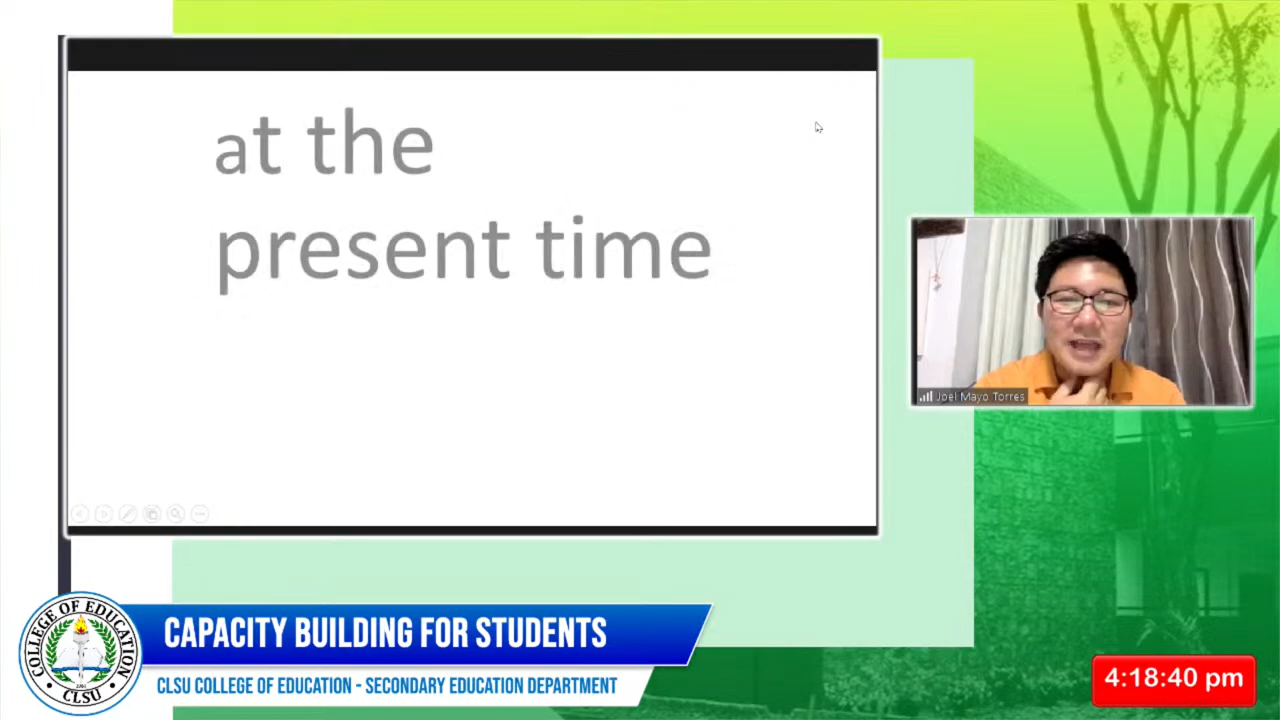 at the
present time
Joel Mayo Torres
COLLEGE OF EDUCATION
CLSU
CAPACITY BUILDING FOR STUDENTS
CLSU COLLEGE OF EDUCATION - SECONDARY EDUCATION DEPARTMENT
4:18:40 pm